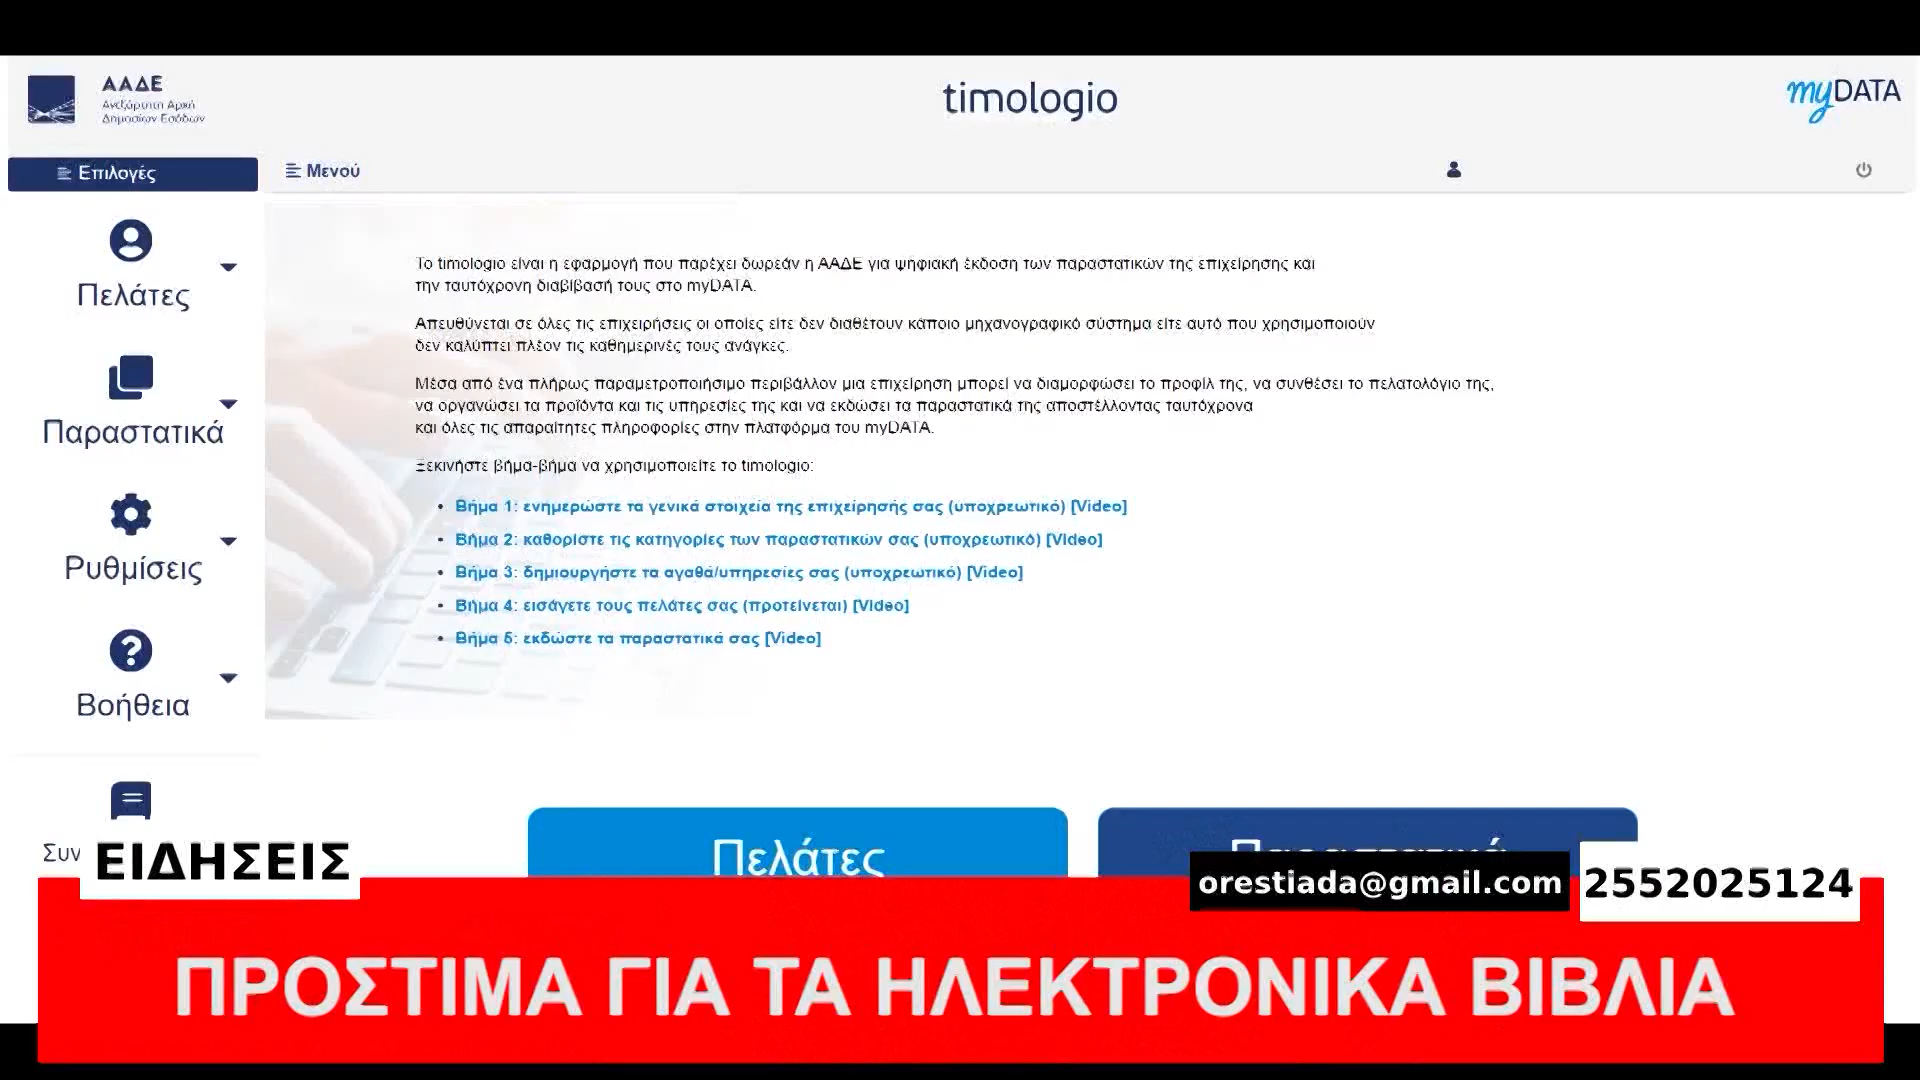 ΑΑΔΕ
Ανεξάρτητη Αρχή
Δημοσίων Εσόδων
timologio
myDATA
Επιλογές
Μενού
Πελάτες
Παραστατικά
Ρυθμίσεις
Βοήθεια
Το timologio είναι η εφαρμογή που παρέχει δωρεάν η ΑΑΔΕ για ψηφιακή έκδοση των παραστατικών της επιχείρησης και
την ταυτόχρονη διαβίβασή τους στο myDATA.
Απευθύνεται σε όλες τις επιχειρήσεις οι οποίες είτε δεν διαθέτουν κάποιο μηχανογραφικό σύστημα είτε αυτό που χρησιμοποιούν
δεν καλύπτει πλέον τις καθημερινές τους ανάγκες.
Μέσα από ένα πλήρως παραμετροποιήσιμο περιβάλλον μια επιχείρηση μπορεί να διαμορφώσει το προφίλ της, να συνθέσει το πελατολόγιο της,
να οργανώσει τα προϊόντα και τις υπηρεσίες της και να εκδώσει τα παραστατικά της αποστέλλοντας ταυτόχρονα
και όλες τις απαραίτητες πληροφορίες στην πλατφόρμα του myDATA.
Ξεκινήστε βήμα-βήμα να χρησιμοποιείτε το timologio:
• Βήμα 1: ενημερώστε τα γενικά στοιχεία της επιχείρησής σας (υποχρεωτικό) [Video]
• Βήμα 2: καθορίστε τις κατηγορίες των παραστατικών σας (υποχρεωτικό) [Video]
• Βήμα 3: δημιουργήστε τα αγαθά/υπηρεσίες σας (υποχρεωτικό) [Video]
• Βήμα 4: εισάγετε τους πελάτες σας (προτείνεται) [Video]
• Βήμα 5: εκδώστε τα παραστατικά σας [Video]
Συν
Πελάτες
ΕΙΔΗΣΕΙΣ
orestiada@gmail.com
2552025124
ΠΡΟΣΤΙΜΑ ΓΙΑ ΤΑ ΗΛΕΚΤΡΟΝΙΚΑ ΒΙΒΛΙΑ